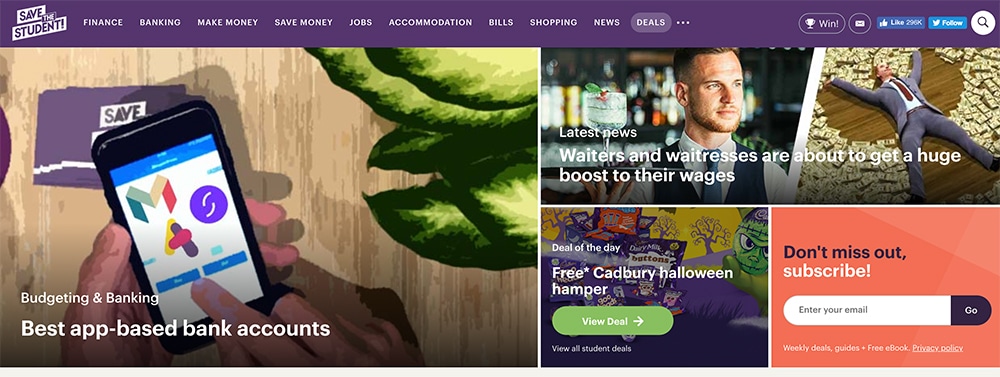 SAVE
THE
STUDENT!
FINANCE BANKING MAKE MONEY SAVE MONEY JOBS ACCOMMODATION BILLS SHOPPING NEWS DEALS •••
Win!
Like 296K
Follow
SAVE
Budgeting & Banking
Best app-based bank accounts
Latest news
Waiters and waitresses are about to get a huge
boost to their wages
Deal of the day
Dairy Milk
buttons
Free* Cadbury halloween
hamper
View Deal →
View all student deals
Don't miss out,
subscribe!
Enter your email
Go
Weekly deals, guides + Free eBook. Privacy policy